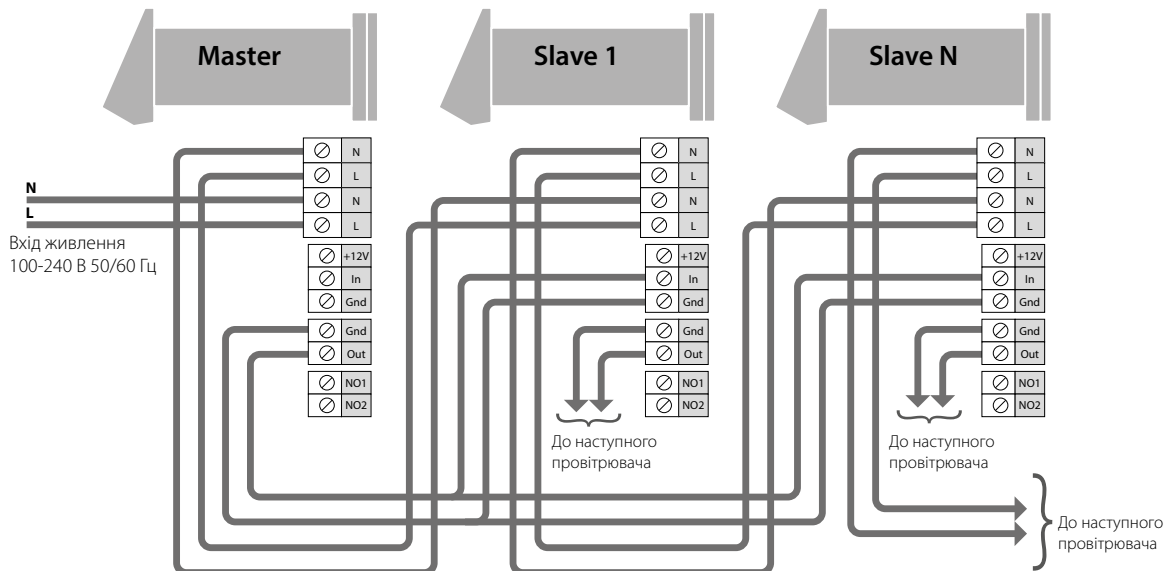 Master
Slave 1
Slave N
N
L
Вхід живлення
100-240 В 50/60 Гц
N
L
N
L
+12V
In
Gnd
Gnd
Out
NO1
NO2
N
L
N
L
+12V
In
Gnd
Gnd
Out
NO1
NO2
До наступного
провітрювача
N
L
N
L
+12V
In
Gnd
Gnd
Out
NO1
NO2
До наступного
провітрювача
До наступного
провітрювача